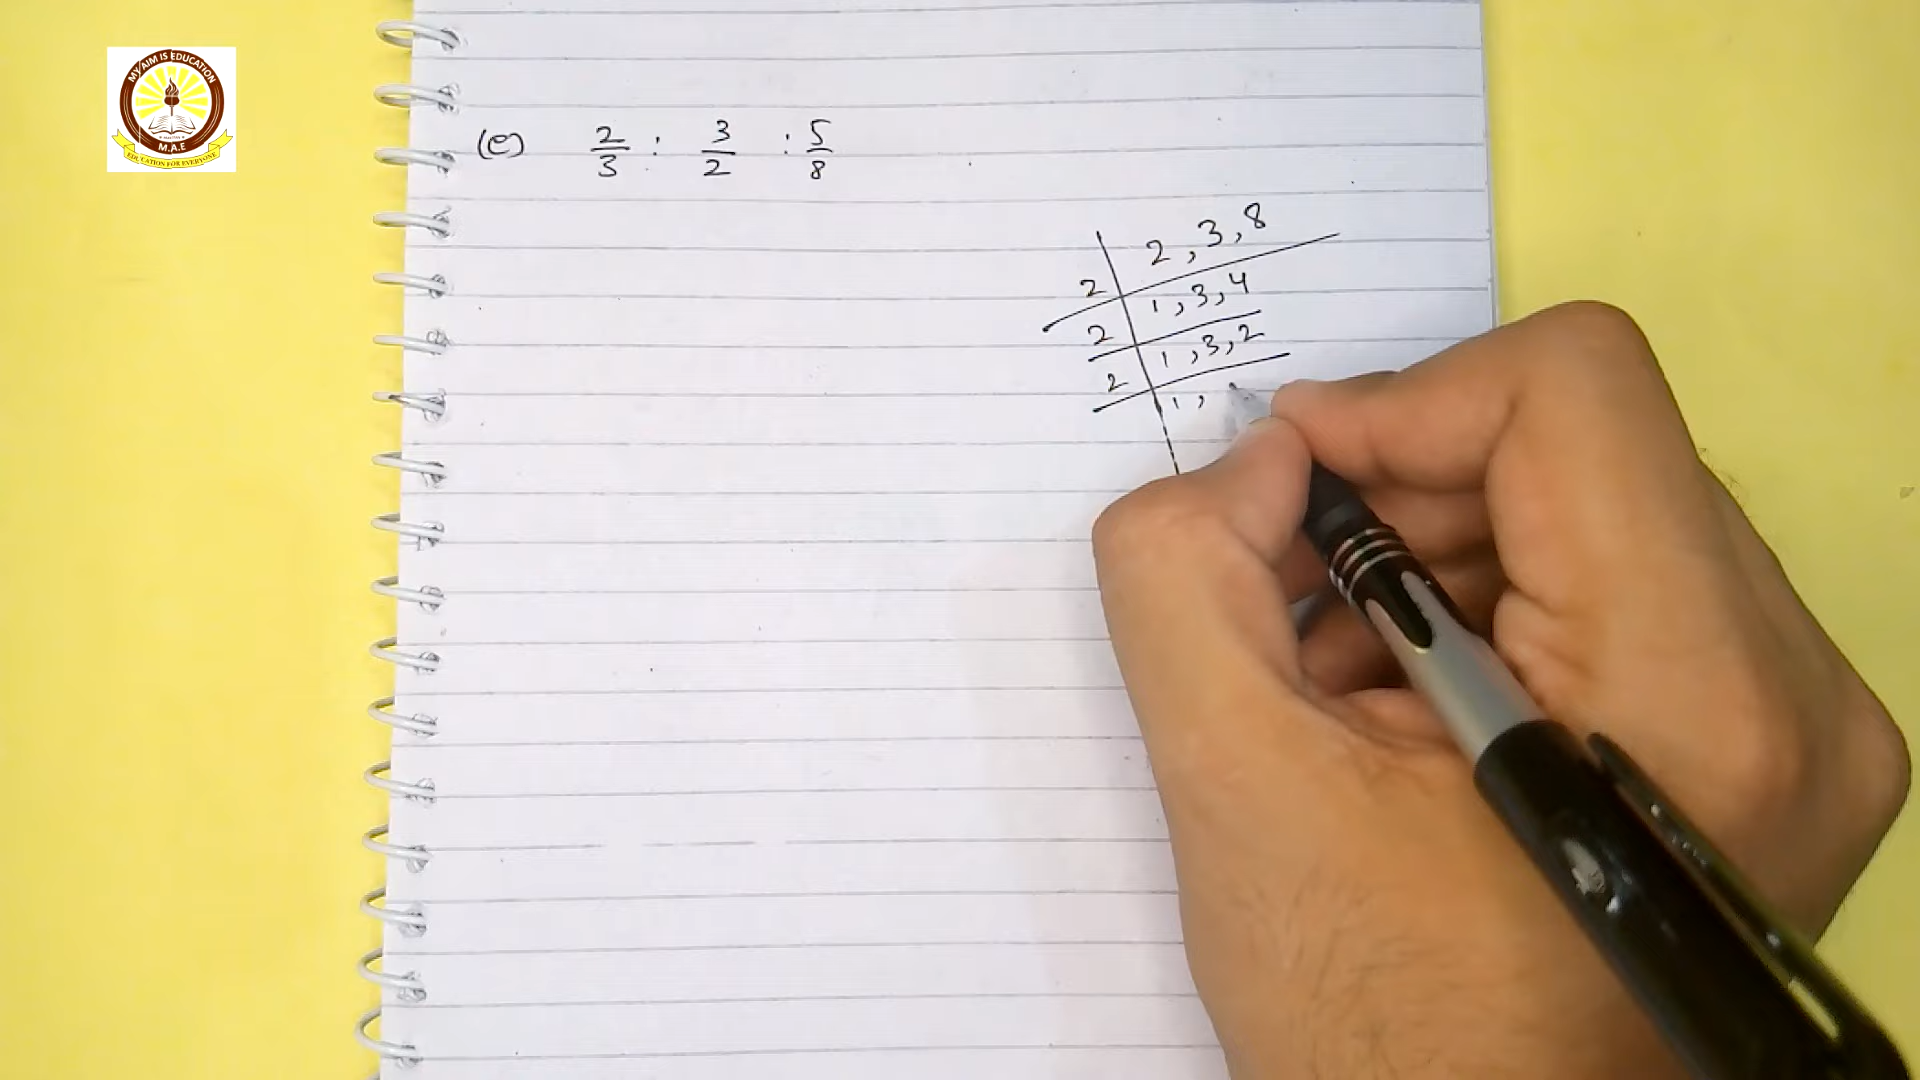 MY AIM IS EDUCATION
M.A.E
EDUCATION FOR EVERYONE
(e) 2/3 : 3/2 : 5/8
2, 3, 8
2 1, 3, 4
2 1, 3, 2
2 1,